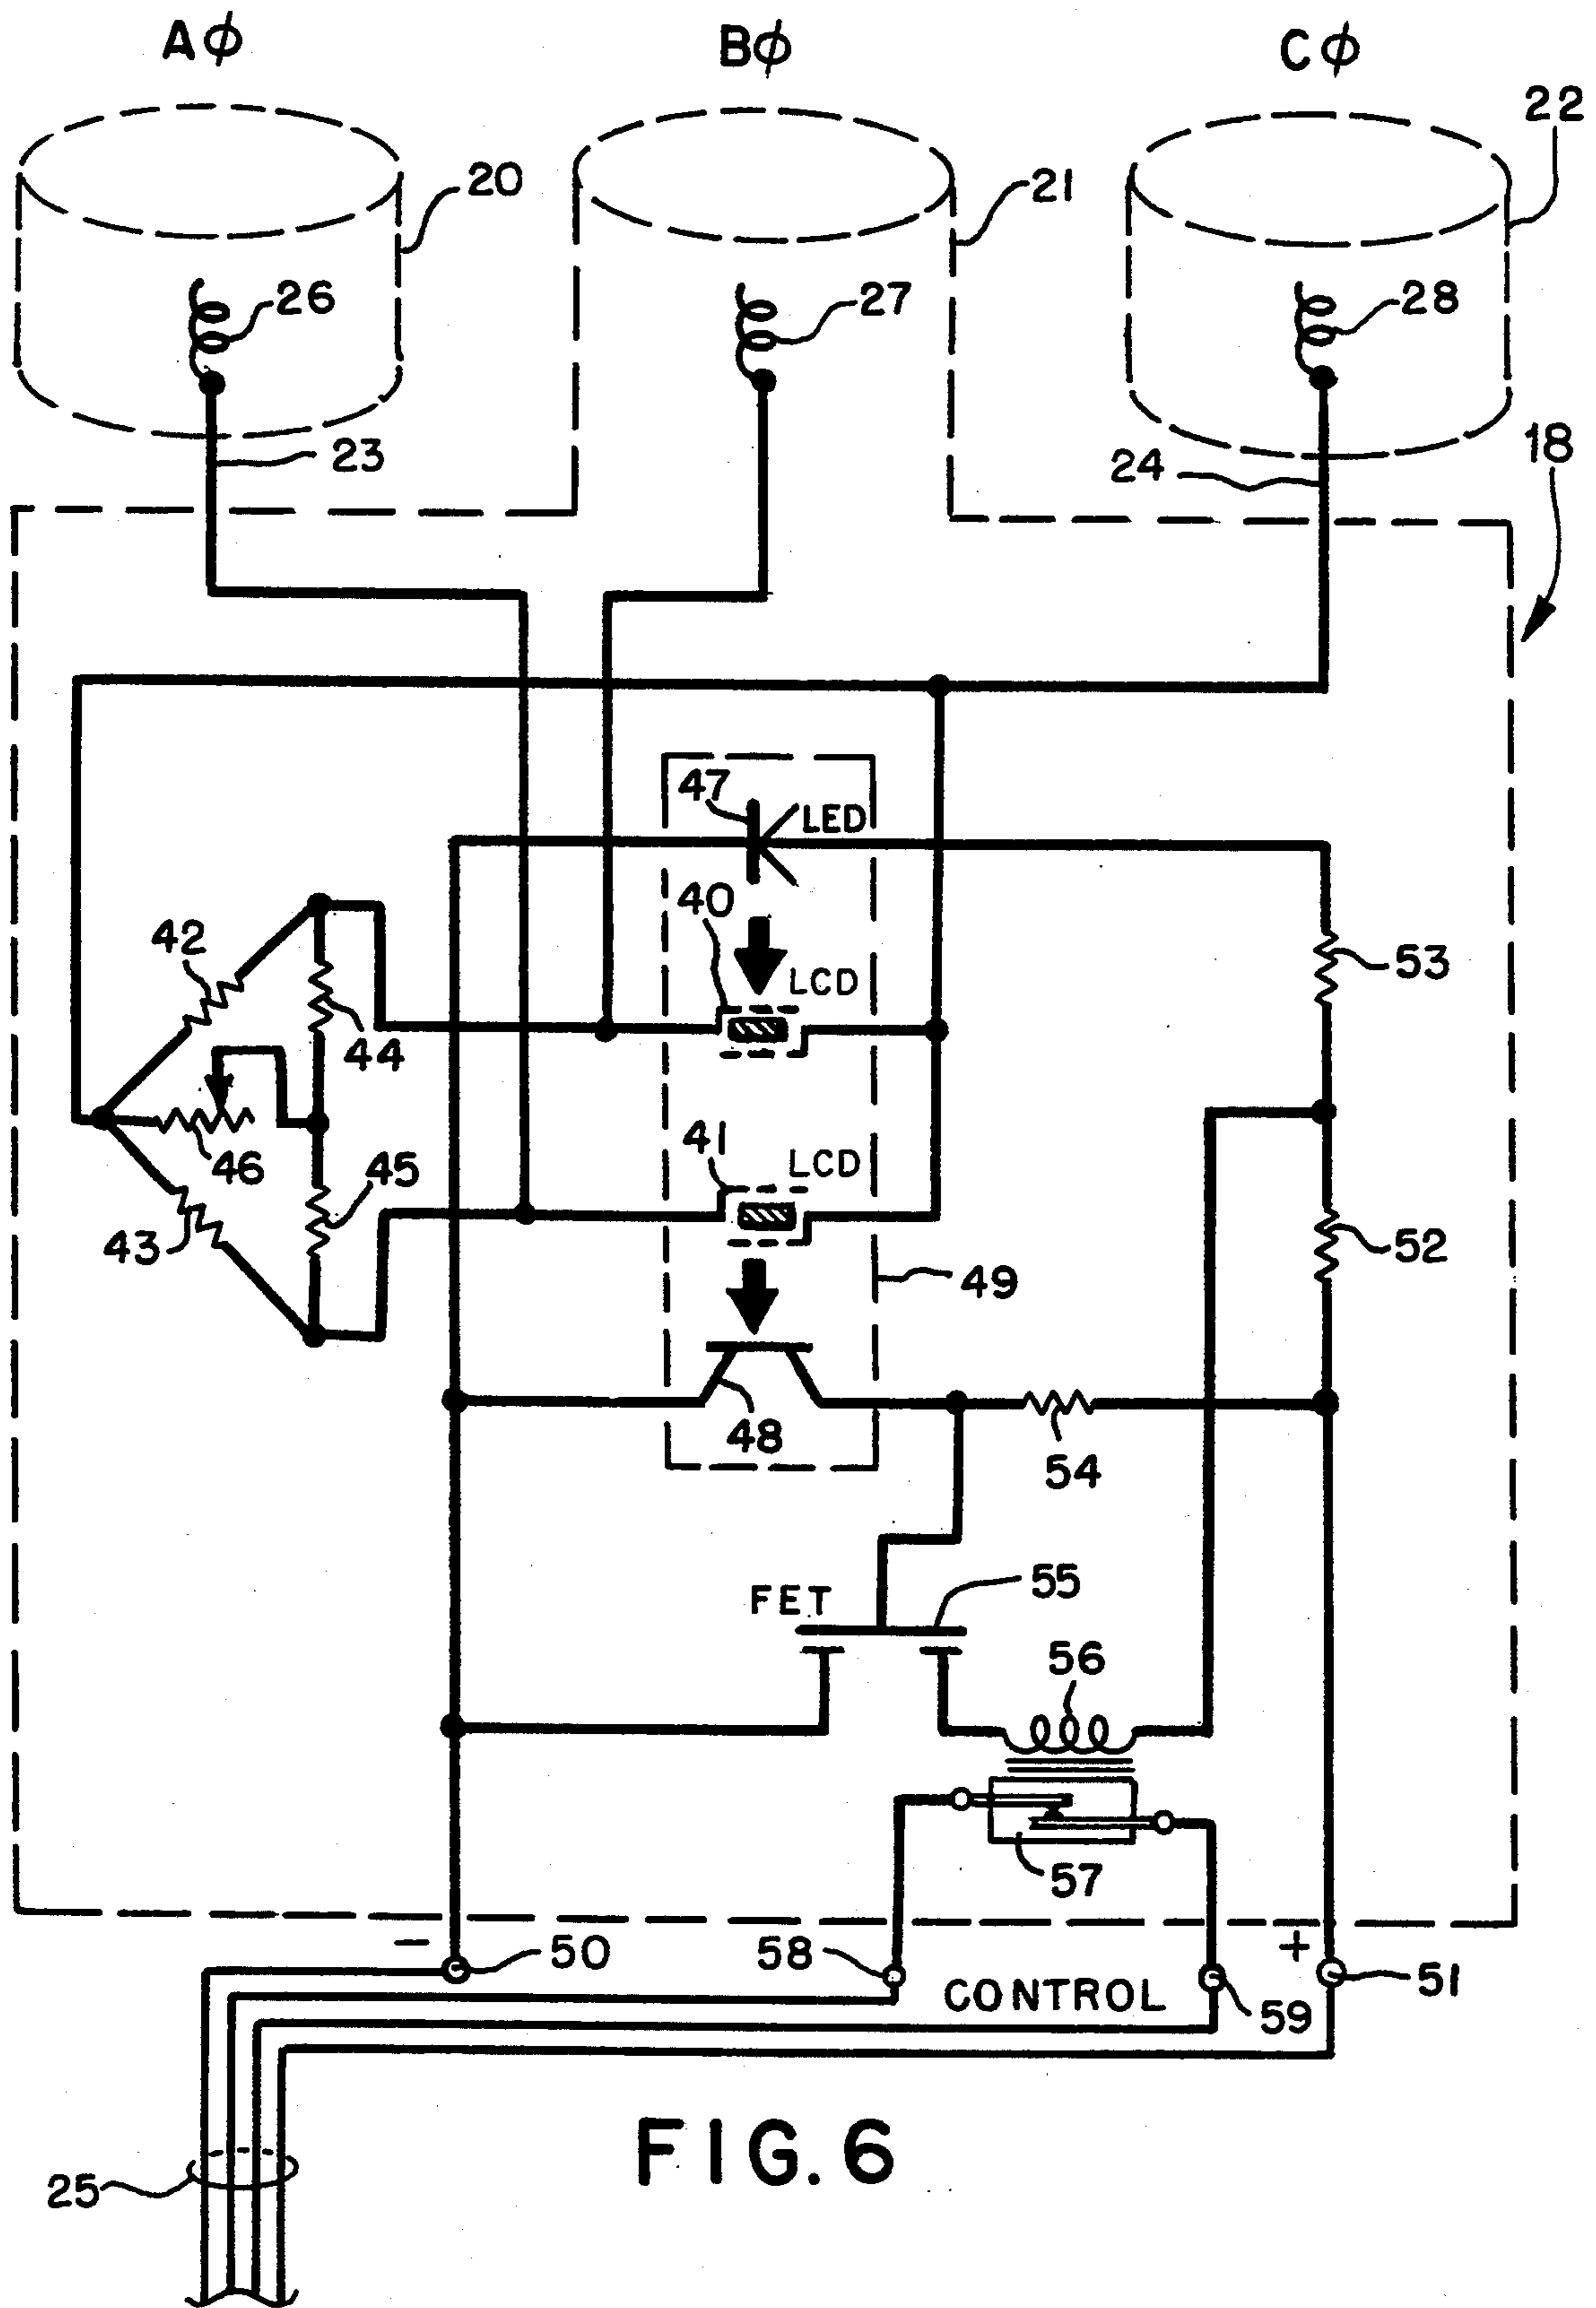 Aϕ Bϕ Cϕ
22
20 21
26 27 28
18
23 24
47 LED
40
42 53
LCD
44
41 LCD
46 45
43 52
49
48
54
FET 55
56
57
− +
50 58 51
CONTROL 59
FIG. 6
25